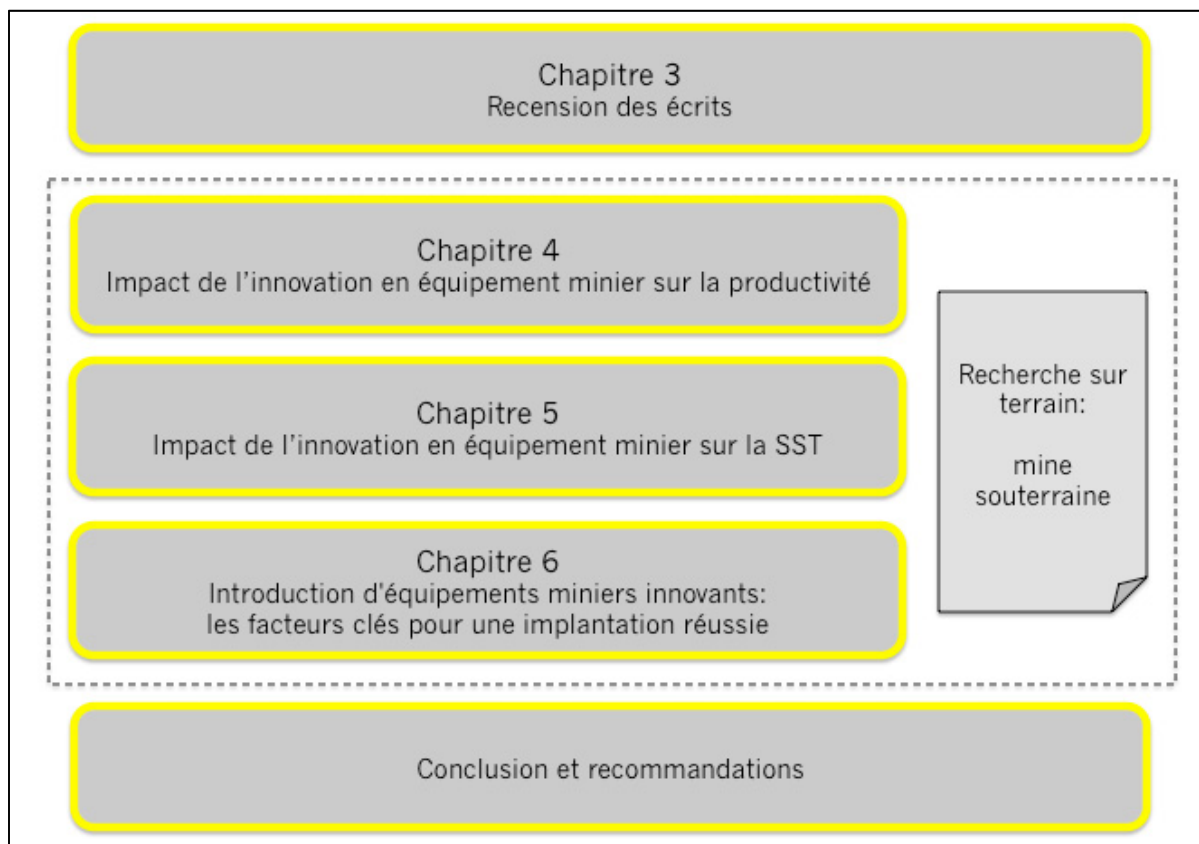 Chapitre 3
Recension des écrits
Chapitre 4
Impact de l'innovation en équipement minier sur la productivité
Chapitre 5
Impact de l'innovation en équipement minier sur la SST
Chapitre 6
Introduction d'équipements miniers innovants:
les facteurs clés pour une implantation réussie
Recherche sur
terrain:
mine
souterraine
Conclusion et recommandations